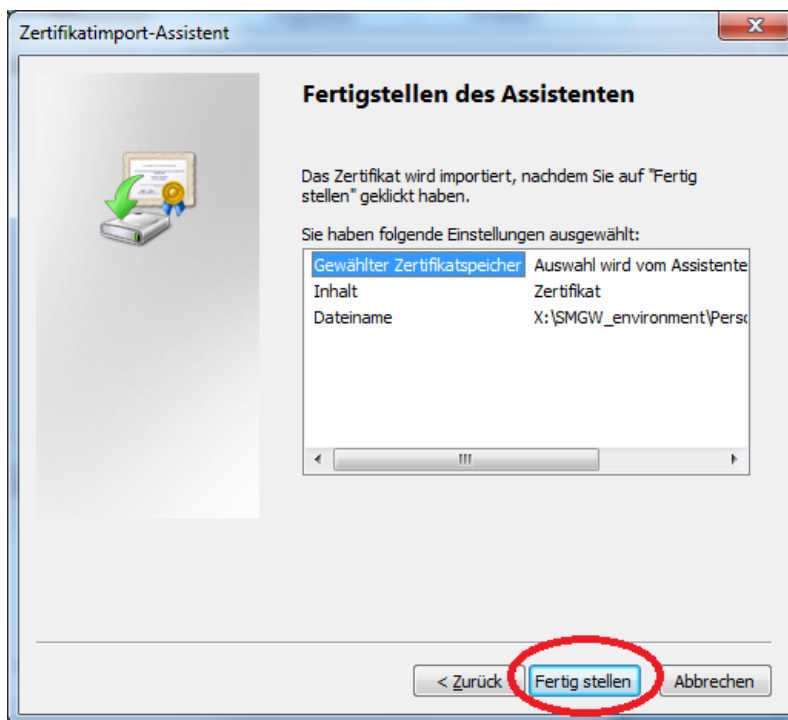 Zertifikatimport-Assistent
Fertigstellen des Assistenten
Das Zertifikat wird importiert, nachdem Sie auf "Fertig
stellen" geklickt haben.
Sie haben folgende Einstellungen ausgewählt:
Gewählter Zertifikatspeicher Auswahl wird vom Assistente
Inhalt Zertifikat
Dateiname X:\SMGW_environment\Perso
< Zurück Fertig stellen Abbrechen